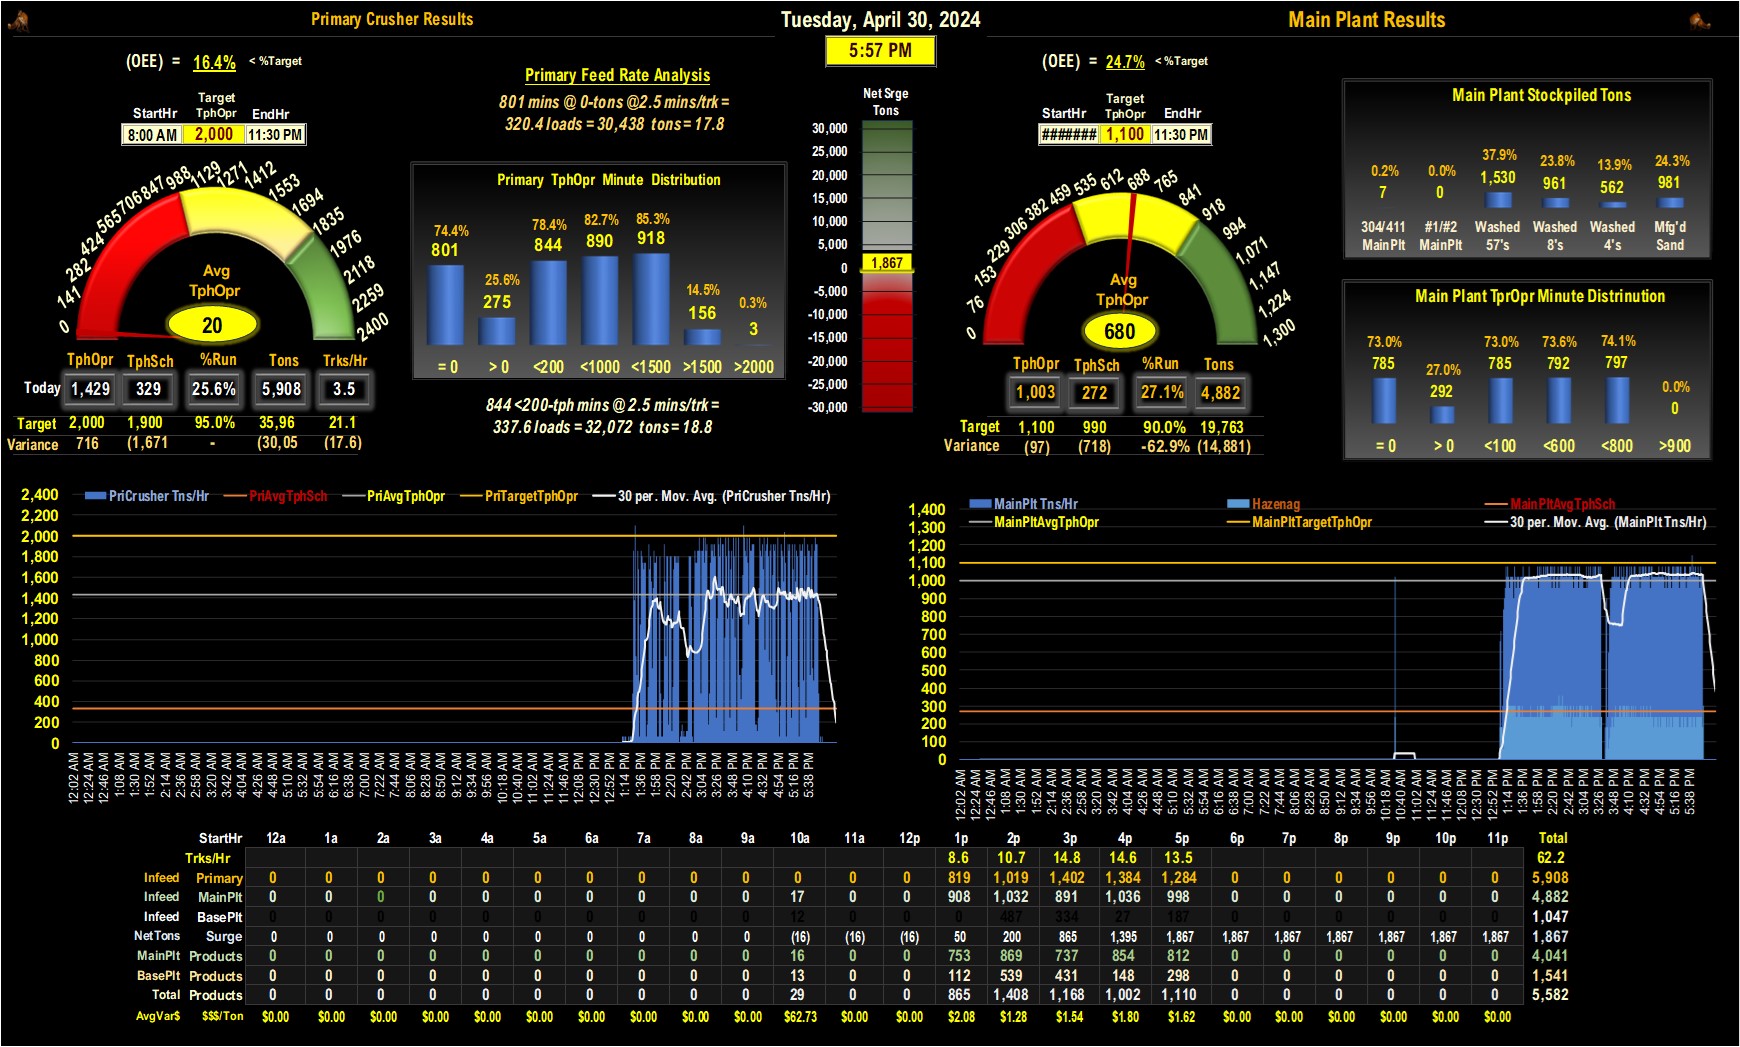 Primary Crusher Results
Tuesday, April 30, 2024
Main Plant Results
5:57 PM
(OEE) = 16.4% < %Target
Target
StartHr TphOpr EndHr
8:00 AM 2,000 11:30 PM
0 141 282 424 565 706 847 988 1129 1271 1412 1553 1694 1835 1976 2118 2259 2400
Avg
TphOpr
20
TphOpr TphSch %Run Tons Trks/Hr
Today 1,429 329 25.6% 5,908 3.5
Target 2,000 1,900 95.0% 35,96 21.1
Variance 716 (1,671 - (30,05 (17.6)
Primary Feed Rate Analysis
801 mins @ 0-tons @2.5 mins/trk =
320.4 loads = 30,438 tons = 17.8
Primary TphOpr Minute Distribution
74.4% 25.6% 78.4% 82.7% 85.3% 14.5% 0.3%
801 275 844 890 918 156 3
= 0 > 0 <200 <1000 <1500 >1500 >2000
844 <200-tph mins @ 2.5 mins/trk =
337.6 loads = 32,072 tons = 18.8
Net Srge
Tons
30,000
25,000
20,000
15,000
10,000
5,000
0 1,867
-5,000
-10,000
-15,000
-20,000
-25,000
-30,000
(OEE) = 24.7% < %Target
Target
StartHr TphOpr EndHr
####### 1,100 11:30 PM
0 76 153 229 306 382 459 535 612 688 765 841 918 994 1,071 1,147 1,224 1,300
Avg
TphOpr
680
TphOpr TphSch %Run Tons
1,003 272 27.1% 4,882
Target 1,100 990 90.0% 19,763
Variance (97) (718) -62.9% (14,881)
Main Plant Stockpiled Tons
0.2% 0.0% 37.9% 23.8% 13.9% 24.3%
7 0 1,530 961 562 981
304/411 #1/#2 Washed Washed Washed Mfg'd
MainPlt MainPlt 57's 8's 4's Sand
Main Plant TprOpr Minute Distrinution
73.0% 27.0% 73.0% 73.6% 74.1% 0.0%
785 292 785 792 797 0
= 0 > 0 <100 <600 <800 >900
PriCrusher Tns/Hr PriAvgTphSch PriAvgTphOpr PriTargetTphOpr 30 per. Mov. Avg. (PriCrusher Tns/Hr)
2,400
2,200
2,000
1,800
1,600
1,400
1,200
1,000
800
600
400
200
0
12:02 AM 12:24 AM 12:46 AM 1:08 AM 1:30 AM 1:52 AM 2:14 AM 2:36 AM 2:58 AM 3:20 AM 3:42 AM 4:04 AM 4:26 AM 4:48 AM 5:10 AM 5:32 AM 5:54 AM 6:16 AM 6:38 AM 7:00 AM 7:22 AM 7:44 AM 8:06 AM 8:28 AM 8:50 AM 9:12 AM 9:34 AM 9:56 AM 10:18 AM 10:40 AM 11:02 AM 11:24 AM 11:46 AM 12:08 PM 12:30 PM 12:52 PM 1:14 PM 1:36 PM 1:58 PM 2:20 PM 2:42 PM 3:04 PM 3:26 PM 3:48 PM 4:10 PM 4:32 PM 4:54 PM 5:16 PM 5:38 PM
MainPlt Tns/Hr Hazenag MainPltAvgTphSch
MainPltAvgTphOpr MainPltTargetTphOpr 30 per. Mov. Avg. (MainPlt Tns/Hr)
1,400
1,300
1,200
1,100
1,000
900
800
700
600
500
400
300
200
100
0
12:02 AM 12:24 AM 12:46 AM 1:08 AM 1:30 AM 1:52 AM 2:14 AM 2:36 AM 2:58 AM 3:20 AM 3:42 AM 4:04 AM 4:26 AM 4:48 AM 5:10 AM 5:32 AM 5:54 AM 6:16 AM 6:38 AM 7:00 AM 7:22 AM 7:44 AM 8:06 AM 8:28 AM 8:50 AM 9:12 AM 9:34 AM 9:56 AM 10:18 AM 10:40 AM 11:02 AM 11:24 AM 11:46 AM 12:08 PM 12:30 PM 12:52 PM 1:14 PM 1:36 PM 1:58 PM 2:20 PM 2:42 PM 3:04 PM 3:26 PM 3:48 PM 4:10 PM 4:32 PM 4:54 PM 5:16 PM 5:38 PM
StartHr 12a 1a 2a 3a 4a 5a 6a 7a 8a 9a 10a 11a 12p 1p 2p 3p 4p 5p 6p 7p 8p 9p 10p 11p Total
Trks/Hr 8.6 10.7 14.8 14.6 13.5 62.2
Infeed Primary 0 0 0 0 0 0 0 0 0 0 0 0 0 819 1,019 1,402 1,384 1,284 0 0 0 0 0 0 5,908
Infeed MainPlt 0 0 0 0 0 0 0 0 0 0 17 0 0 908 1,032 891 1,036 998 0 0 0 0 0 0 4,882
Infeed BasePlt 0 0 0 0 0 0 0 0 0 0 12 0 0 0 487 334 27 187 0 0 0 0 0 0 1,047
NetTons Surge 0 0 0 0 0 0 0 0 0 0 (16) (16) (16) 50 200 865 1,395 1,867 1,867 1,867 1,867 1,867 1,867 1,867 1,867
MainPlt Products 0 0 0 0 0 0 0 0 0 0 16 0 0 753 869 737 854 812 0 0 0 0 0 0 4,041
BasePlt Products 0 0 0 0 0 0 0 0 0 0 13 0 0 112 539 431 148 298 0 0 0 0 0 0 1,541
Total Products 0 0 0 0 0 0 0 0 0 0 29 0 0 865 1,408 1,168 1,002 1,110 0 0 0 0 0 0 5,582
AvgVar$ $$$/Ton $0.00 $0.00 $0.00 $0.00 $0.00 $0.00 $0.00 $0.00 $0.00 $0.00 $62.73 $0.00 $0.00 $2.08 $1.28 $1.54 $1.80 $1.62 $0.00 $0.00 $0.00 $0.00 $0.00 $0.00